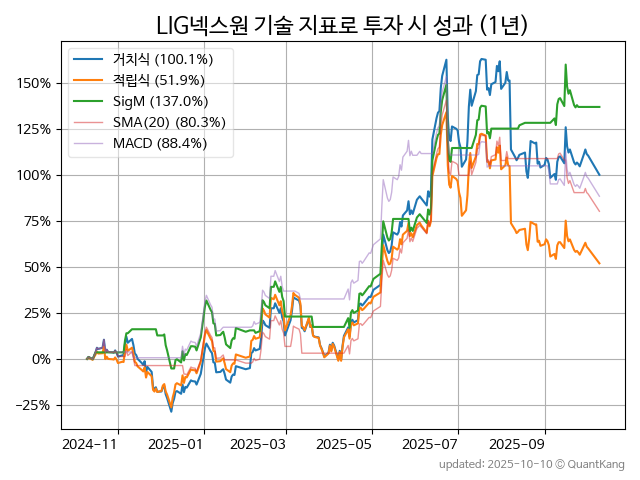 LIG넥스원 기술 지표로 투자 시 성과 (1년)
거치식 (100.1%)
적립식 (51.9%)
SigM (137.0%)
SMA(20) (80.3%)
MACD (88.4%)
150%
125%
100%
75%
50%
25%
0%
−25%
2024-11
2025-01
2025-03
2025-05
2025-07
2025-09
updated: 2025-10-10 © QuantKang